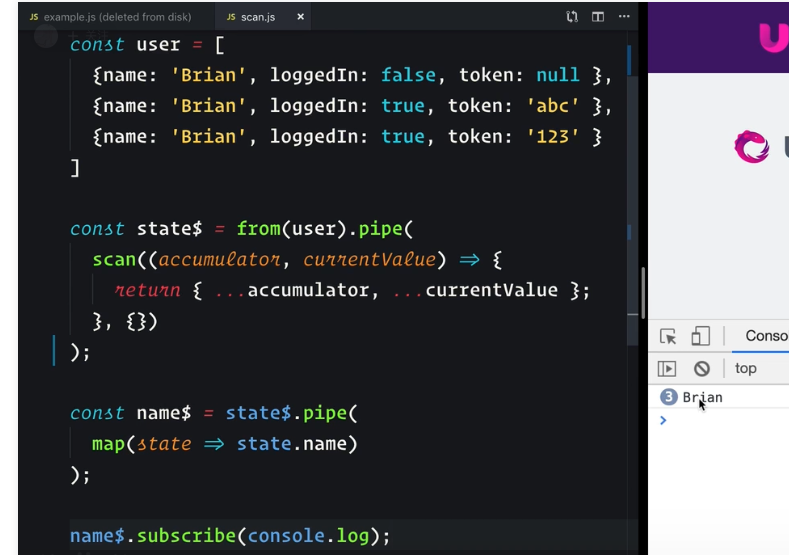 JS example.js (deleted from disk)
JS scan.js ×
const user = [
{name: 'Brian', loggedIn: false, token: null },
{name: 'Brian', loggedIn: true, token: 'abc' },
{name: 'Brian', loggedIn: true, token: '123' }
]
const state$ = from(user).pipe(
scan((accumulator, currentValue) ⇒ {
return { ...accumulator, ...currentValue };
}, {})
);
const name$ = state$.pipe(
map(state ⇒ state.name)
);
name$.subscribe(console.log);
U
U
Conso
top
3 Brian